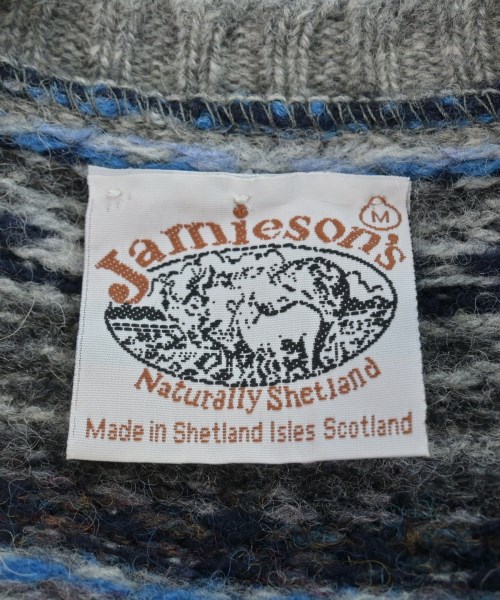 M
Jamieson's
Naturally Shetland
Made in Shetland Isles Scotland